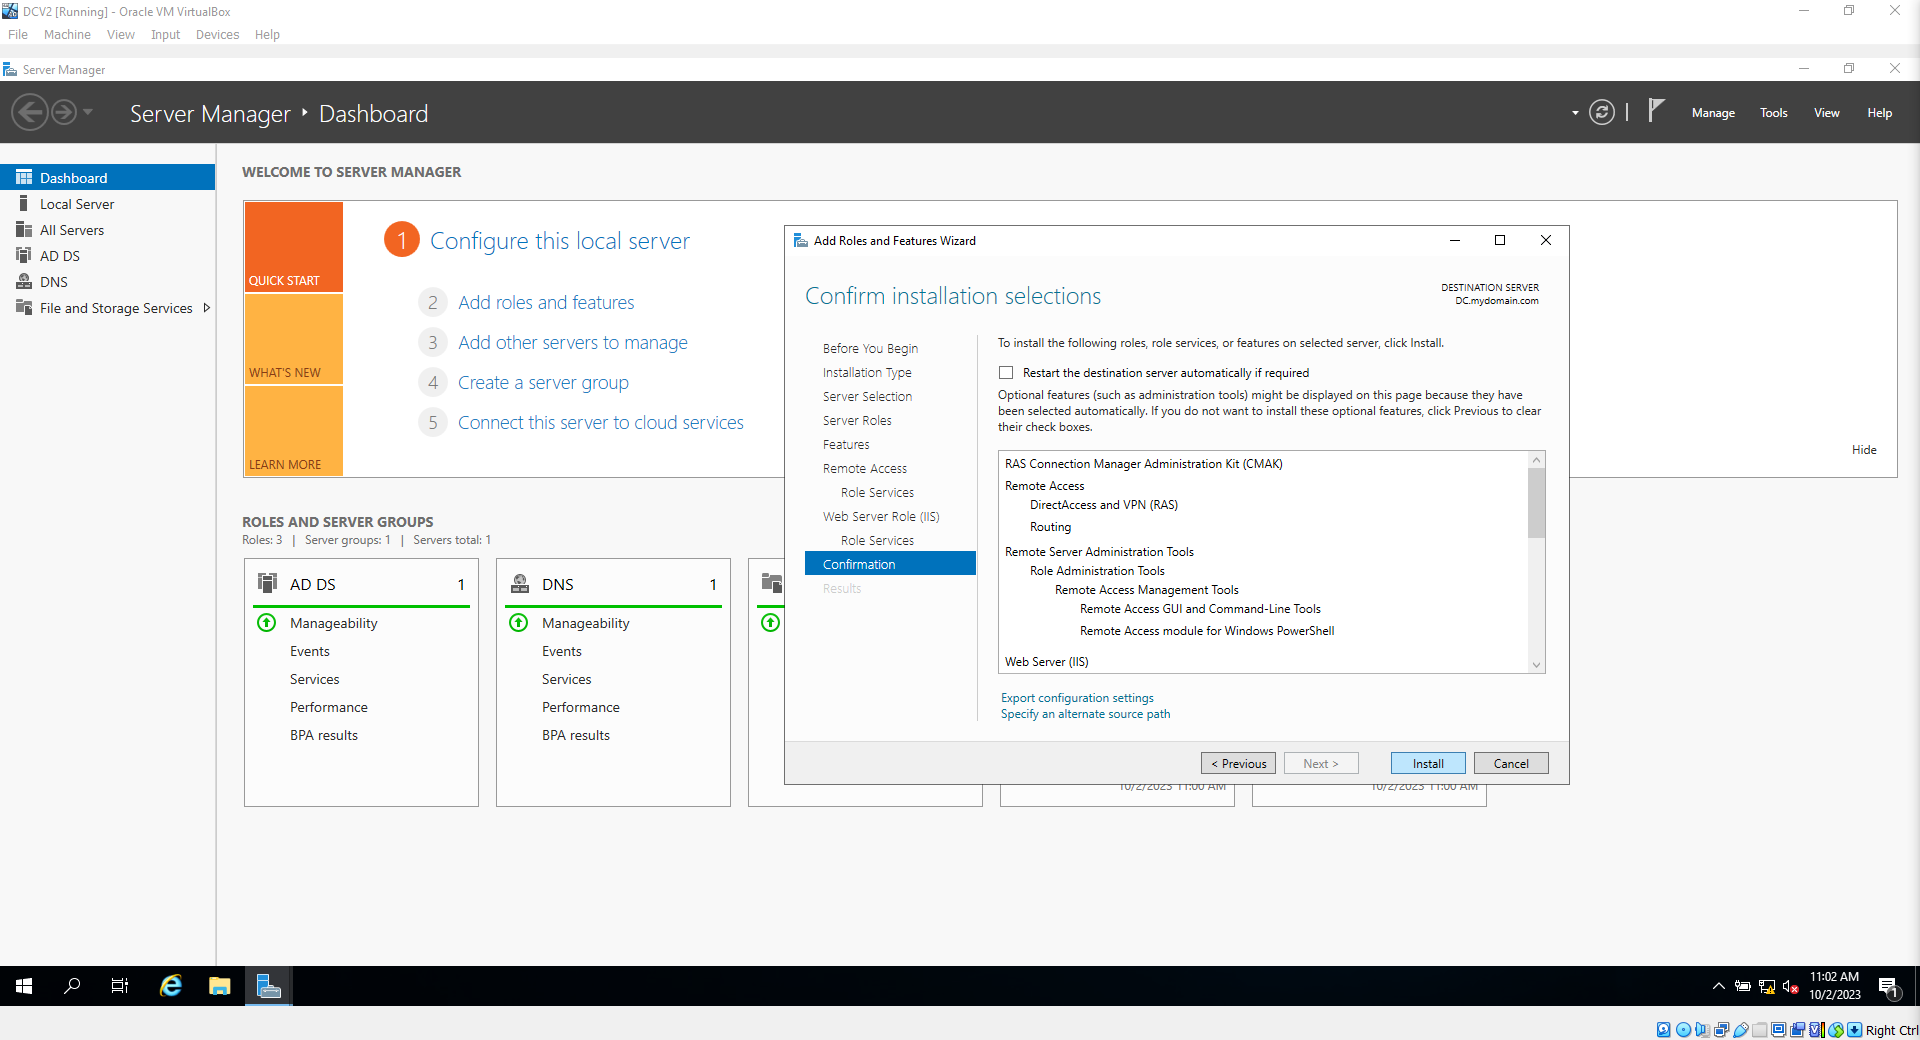 DCV2 [Running] - Oracle VM VirtualBox
File Machine View Input Devices Help
Server Manager
Server Manager ‣ Dashboard
Manage Tools View Help
Dashboard
Local Server
All Servers
AD DS
DNS
File and Storage Services
WELCOME TO SERVER MANAGER
QUICK START
WHAT'S NEW
LEARN MORE
1 Configure this local server
2 Add roles and features
3 Add other servers to manage
4 Create a server group
5 Connect this server to cloud services
Hide
ROLES AND SERVER GROUPS
Roles: 3 | Server groups: 1 | Servers total: 1
AD DS 1
Manageability
Events
Services
Performance
BPA results
DNS 1
Manageability
Events
Services
Performance
BPA results
10/2/2023 11:00 AM
10/2/2023 11:00 AM
Add Roles and Features Wizard
Confirm installation selections
DESTINATION SERVER
DC.mydomain.com
Before You Begin
Installation Type
Server Selection
Server Roles
Features
Remote Access
Role Services
Web Server Role (IIS)
Role Services
Confirmation
Results
To install the following roles, role services, or features on selected server, click Install.
Restart the destination server automatically if required
Optional features (such as administration tools) might be displayed on this page because they have
been selected automatically. If you do not want to install these optional features, click Previous to clear
their check boxes.
RAS Connection Manager Administration Kit (CMAK)
Remote Access
DirectAccess and VPN (RAS)
Routing
Remote Server Administration Tools
Role Administration Tools
Remote Access Management Tools
Remote Access GUI and Command-Line Tools
Remote Access module for Windows PowerShell
Web Server (IIS)
Export configuration settings
Specify an alternate source path
< Previous Next > Install Cancel
11:02 AM
10/2/2023
1
Right Ctrl